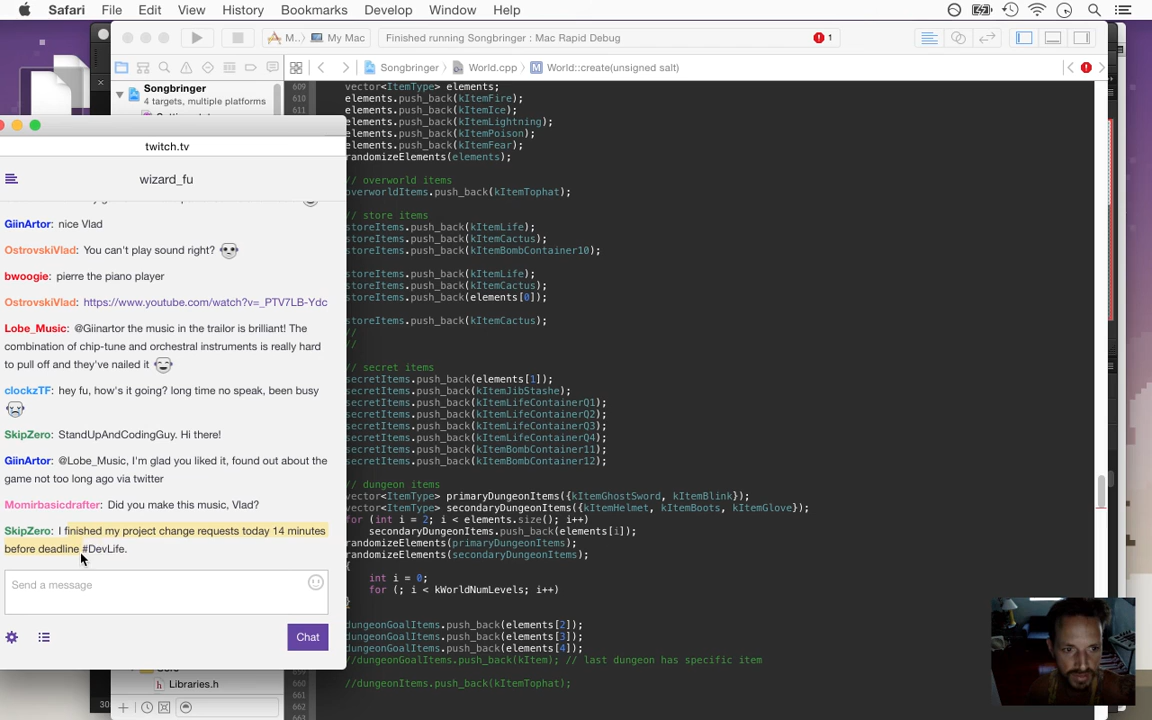 Safari File Edit View History Bookmarks Develop Window Help
M.. My Mac Finished running Songbringer : Mac Rapid Debug 1
Songbringer World.cpp World::create(unsigned salt)
Songbringer
4 targets, multiple platforms
twitch.tv
wizard_fu
GiinArtor: nice Vlad
OstrovskiVlad: You can't play sound right?
bwoogie: pierre the piano player
OstrovskiVlad: https://www.youtube.com/watch?v=_PTV7LB-Ydc
Lobe_Music: @Giinartor the music in the trailor is brilliant! The
combination of chip-tune and orchestral instruments is really hard
to pull off and they've nailed it
clockzTF: hey fu, how's it going? long time no speak, been busy
SkipZero: StandUpAndCodingGuy. Hi there!
GiinArtor: @Lobe_Music, I'm glad you liked it, found out about the
game not too long ago via twitter
Momirbasicdrafter: Did you make this music, Vlad?
SkipZero: I finished my project change requests today 14 minutes
before deadline #DevLife.
Send a message
Chat
Libraries.h
30
609 vector<ItemType> elements;
610 elements.push_back(kItemFire);
611 elements.push_back(kItemIce);
elements.push_back(kItemLightning);
elements.push_back(kItemPoison);
elements.push_back(kItemFear);
randomizeElements(elements);
// overworld items
overworldItems.push_back(kItemTophat);
// store items
storeItems.push_back(kItemLife);
storeItems.push_back(kItemCactus);
storeItems.push_back(kItemBombContainer10);
storeItems.push_back(kItemLife);
storeItems.push_back(kItemCactus);
storeItems.push_back(elements[0]);
storeItems.push_back(kItemCactus);
//
//
// secret items
secretItems.push_back(elements[1]);
secretItems.push_back(kItemJibStashe);
secretItems.push_back(kItemLifeContainerQ1);
secretItems.push_back(kItemLifeContainerQ2);
secretItems.push_back(kItemLifeContainerQ3);
secretItems.push_back(kItemLifeContainerQ4);
secretItems.push_back(kItemBombContainer11);
secretItems.push_back(kItemBombContainer12);
// dungeon items
vector<ItemType> primaryDungeonItems({kItemGhostSword, kItemBlink});
vector<ItemType> secondaryDungeonItems({kItemHelmet, kItemBoots, kItemGlove});
for (int i = 2; i < elements.size(); i++)
secondaryDungeonItems.push_back(elements[i]);
randomizeElements(primaryDungeonItems);
randomizeElements(secondaryDungeonItems);
{
int i = 0;
for (; i < kWorldNumLevels; i++)
}
dungeonGoalItems.push_back(elements[2]);
dungeonGoalItems.push_back(elements[3]);
dungeonGoalItems.push_back(elements[4]);
//dungeonGoalItems.push_back(kItem); // last dungeon has specific item
660 //dungeonItems.push_back(kItemTophat);
661
662
663